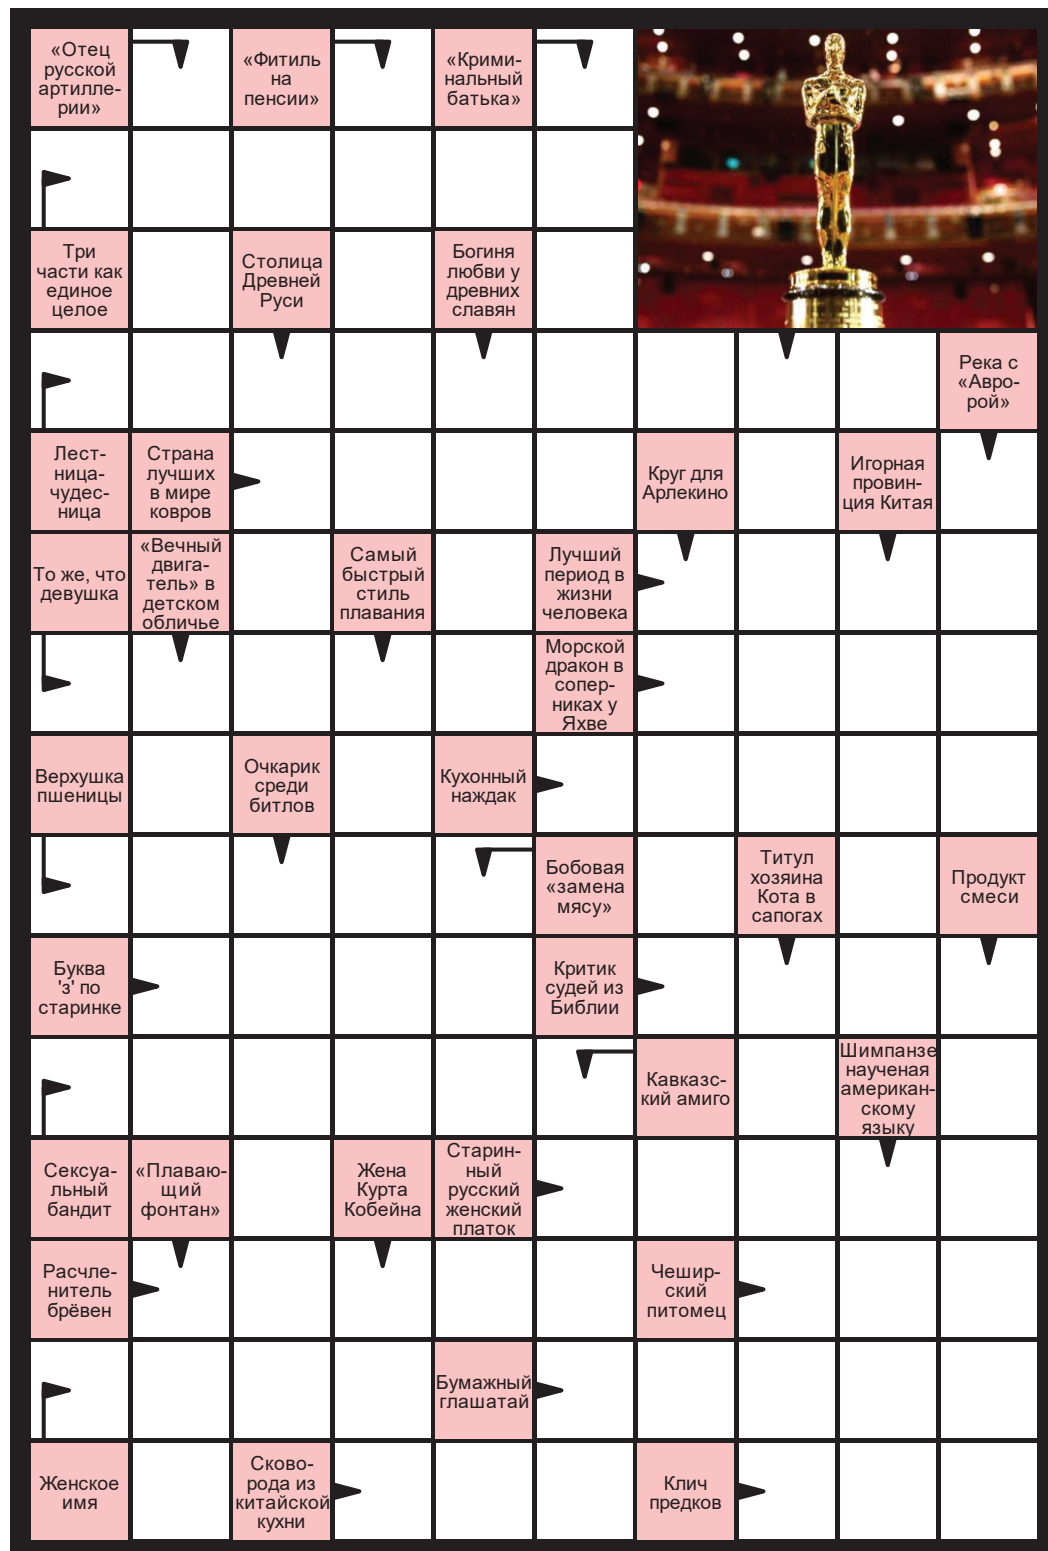 «Отец
русской
артилле-
рии»
«Фитиль
на
пенсии»
«Крими-
нальный
батька»
Три
части как
единое
целое
Столица
Древней
Руси
Богиня
любви у
древних
славян
Река с
«Авро-
рой»
Лест-
ница-
чудес-
ница
Страна
лучших
в мире
ковров
Круг для
Арлекино
Игорная
провин-
ция Китая
То же, что
девушка
«Вечный
двига-
тель» в
детском
обличье
Самый
быстрый
стиль
плавания
Лучший
период в
жизни
человека
Морской
дракон в
сопер-
никах у
Яхве
Верхушка
пшеницы
Очкарик
среди
битлов
Кухонный
наждак
Бобовая
«замена
мясу»
Титул
хозяина
Кота в
сапогах
Продукт
смеси
Буква
'з' по
старинке
Критик
судей из
Библии
Кавказс-
кий амиго
Шимпанзе
наученая
американ-
скому
языку
Сексуа-
льный
бандит
«Плаваю-
щий
фонтан»
Жена
Курта
Кобейна
Старин-
ный
русский
женский
платок
Расчле-
нитель
брёвен
Чешир-
ский
питомец
Бумажный
глашатай
Женское
имя
Сково-
рода из
китайской
кухни
Клич
предков